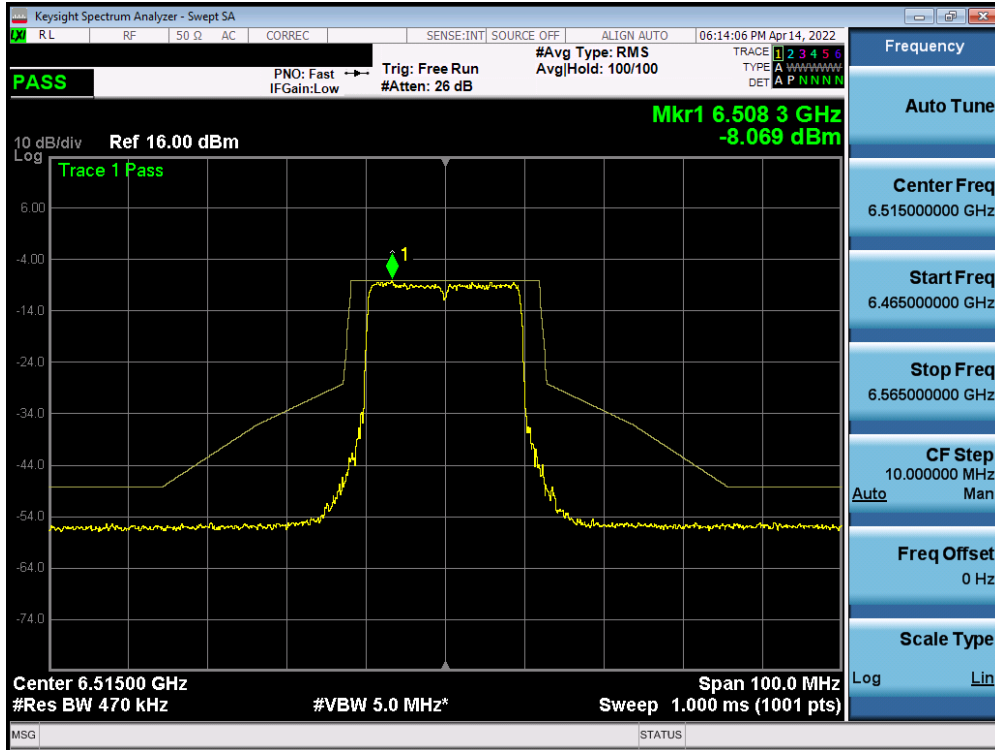 Keysight Spectrum Analyzer - Swept SA
LXI RL RF 50 Ω AC CORREC SENSE:INT SOURCE OFF ALIGN AUTO 06:14:06 PM Apr 14, 2022
#Avg Type: RMS TRACE 1 2 3 4 5 6
PNO: Fast Trig: Free Run Avg|Hold: 100/100 TYPE A WWWWW
PASS IFGain:Low #Atten: 26 dB DET A P N N N N
Mkr1 6.508 3 GHz
-8.069 dBm
10 dB/div Ref 16.00 dBm
Log
Trace 1 Pass
6.00
-4.00
1
-14.0
-24.0
-34.0
-44.0
-54.0
-64.0
-74.0
Center 6.51500 GHz Span 100.0 MHz
#Res BW 470 kHz #VBW 5.0 MHz* Sweep 1.000 ms (1001 pts)
MSG STATUS
Frequency
Auto Tune
Center Freq
6.515000000 GHz
Start Freq
6.465000000 GHz
Stop Freq
6.565000000 GHz
CF Step
10.000000 MHz
Auto Man
Freq Offset
0 Hz
Scale Type
Log Lin